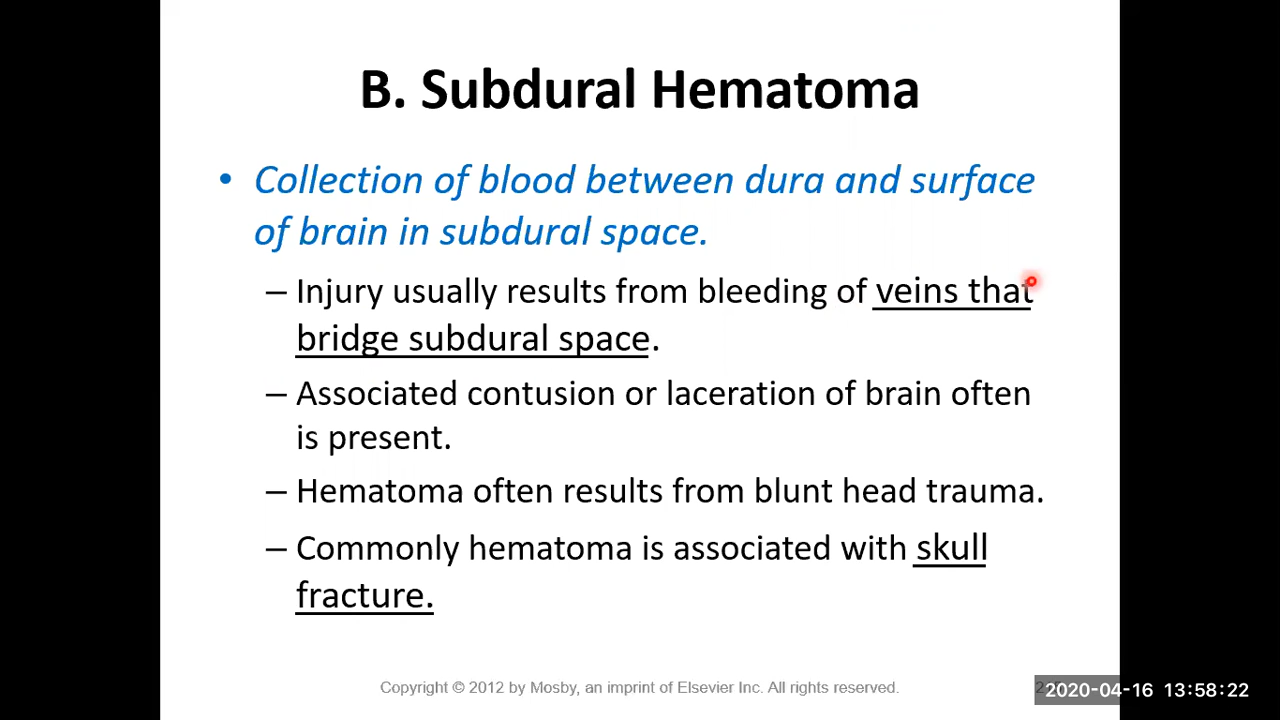 B. Subdural Hematoma
• Collection of blood between dura and surface
of brain in subdural space.
– Injury usually results from bleeding of veins that
bridge subdural space.
– Associated contusion or laceration of brain often
is present.
– Hematoma often results from blunt head trauma.
– Commonly hematoma is associated with skull
fracture.
Copyright © 2012 by Mosby, an imprint of Elsevier Inc. All rights reserved.
2020-04-16 13:58:22